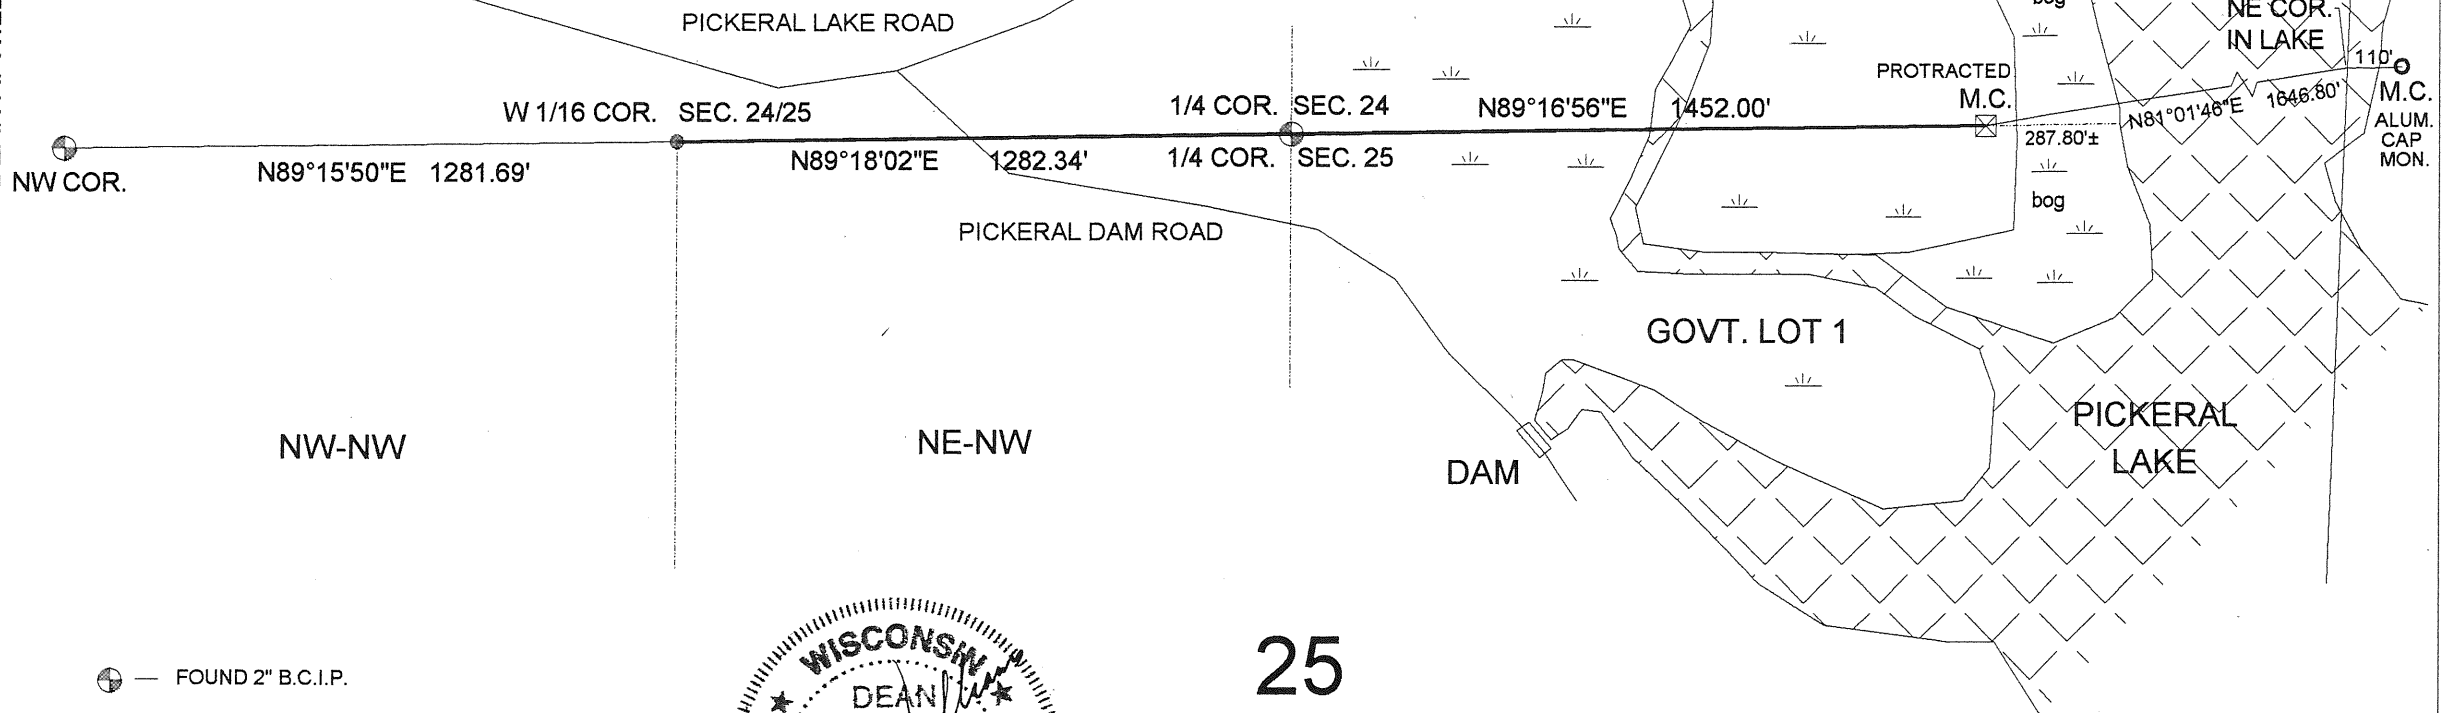 PICKERAL LAKE ROAD
bog
NE COR.
IN LAKE
110'
PROTRACTED
M.C.
M.C.
ALUM.
CAP
MON.
W 1/16 COR. SEC. 24/25
1/4 COR. SEC. 24
N89°16'56"E 1452.00'
N81°01'46"E 1646.80'
287.80'±
NW COR.
N89°15'50"E 1281.69'
N89°18'02"E 1282.34'
1/4 COR. SEC. 25
bog
PICKERAL DAM ROAD
GOVT. LOT 1
PICKERAL
LAKE
NW-NW
NE-NW
DAM
WISCONSIN
DEAN
25
FOUND 2" B.C.I.P.